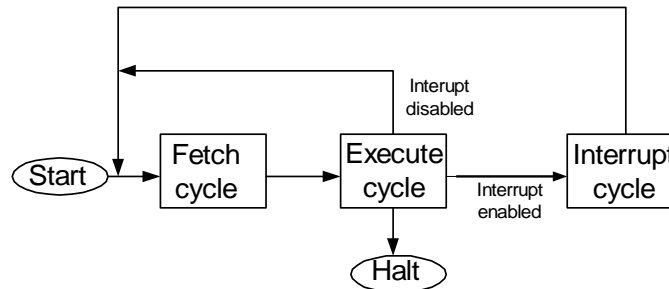 Interupt
disabled
Start
Fetch
cycle
Execute
cycle
Interrupt
enabled
Interrupt
cycle
Halt